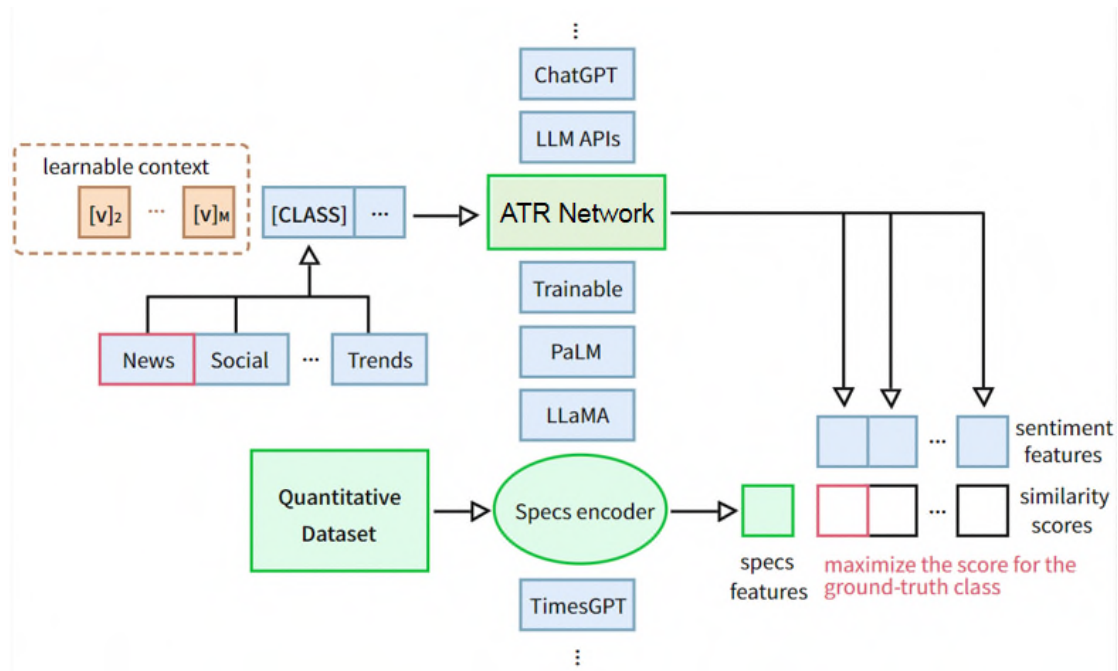 ⋮
ChatGPT
LLM APIs
learnable context
[v]2 ... [v]M [CLASS] ...
ATR Network
Trainable
News Social ... Trends
PaLM
LLaMA
... sentiment
features
Quantitative
Dataset
Specs encoder
... similarity
scores
specs
features
maximize the score for the
ground-truth class
TimesGPT
⋮